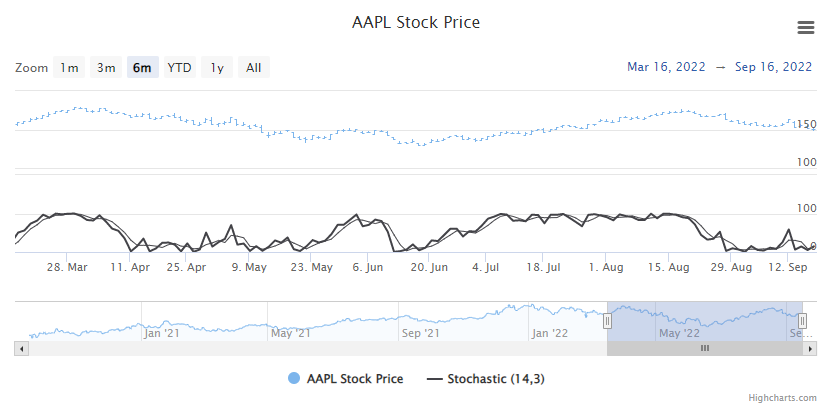 AAPL Stock Price
Zoom 1m 3m 6m YTD 1y All Mar 16, 2022 → Sep 16, 2022
150
100
100
0
28. Mar 11. Apr 25. Apr 9. May 23. May 6. Jun 20. Jun 4. Jul 18. Jul 1. Aug 15. Aug 29. Aug 12. Sep
Jan '21 May '21 Sep '21 Jan '22 May '22 Se…
AAPL Stock Price Stochastic (14,3)
Highcharts.com